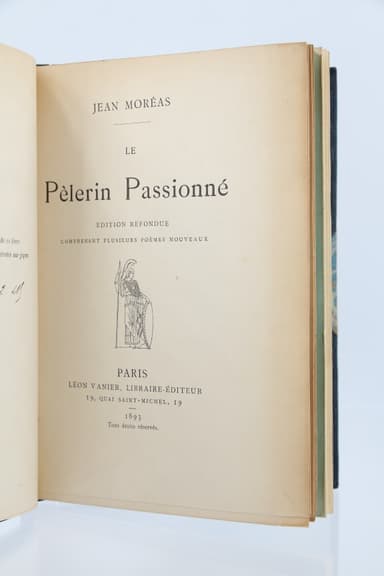 JEAN MORÉAS
LE
Pèlerin Passionné
ÉDITION REFONDUE
COMPRENANT PLUSIEURS POÈMES NOUVEAUX
PARIS
LÉON VANIER, LIBRAIRE-ÉDITEUR
19, QUAI SAINT-MICHEL, 19
1893
Tous droits réservés.